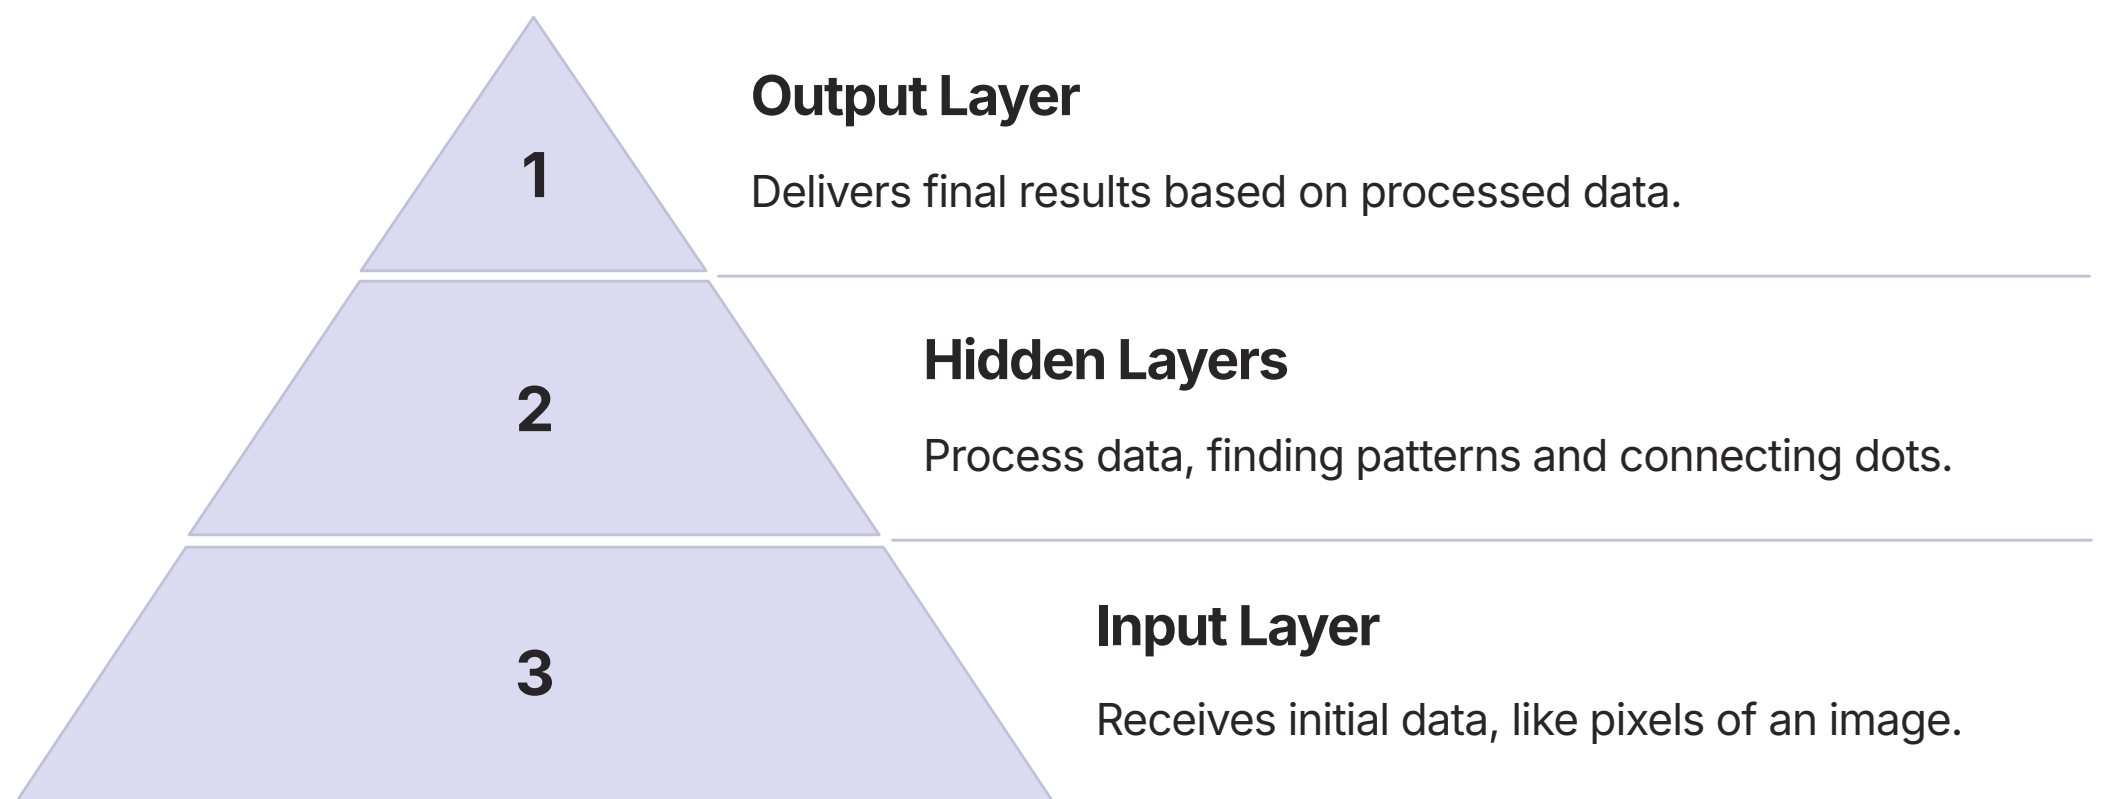 1
Output Layer
Delivers final results based on processed data.
2
Hidden Layers
Process data, finding patterns and connecting dots.
3
Input Layer
Receives initial data, like pixels of an image.